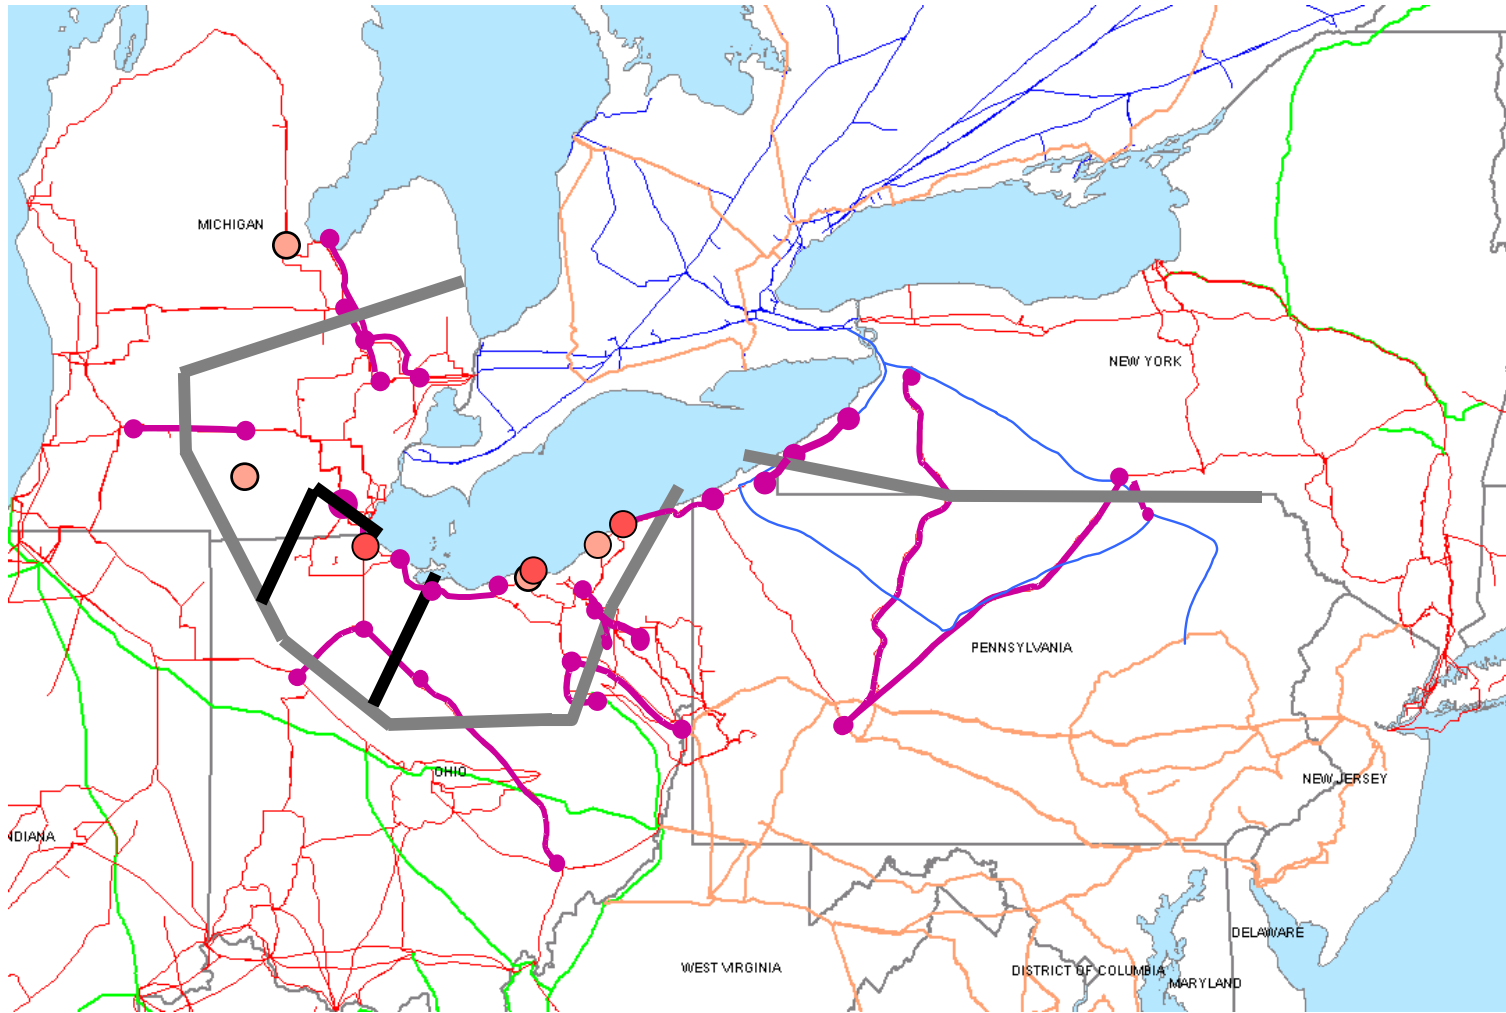 MICHIGAN
NEW YORK
PENNSYLVANIA
OHIO
NEW JERSEY
NDIANA
DELAWARE
WEST VIRGINIA
DISTRICT OF COLUMBIA
MARYLAND